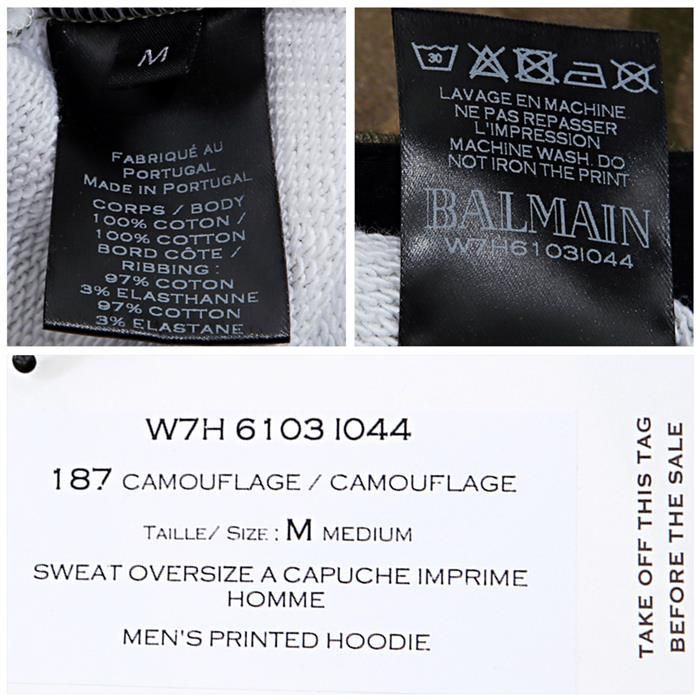 M
FABRIQUÉ AU
PORTUGAL
MADE IN PORTUGAL
CORPS / BODY
100% COTON /
100% COTTON
BORD CÔTE /
RIBBING :
97% COTON
3% ELASTHANNE
97% COTTON
3% ELASTANE
30
LAVAGE EN MACHINE
NE PAS REPASSER
L'IMPRESSION
MACHINE WASH. DO
NOT IRON THE PRINT
BALMAIN
W7H6103I044
W7H 6103 I044
187 CAMOUFLAGE / CAMOUFLAGE
TAILLE/ SIZE : M MEDIUM
SWEAT OVERSIZE A CAPUCHE IMPRIME
HOMME
MEN'S PRINTED HOODIE
TAKE OFF THIS TAG
BEFORE THE SALE